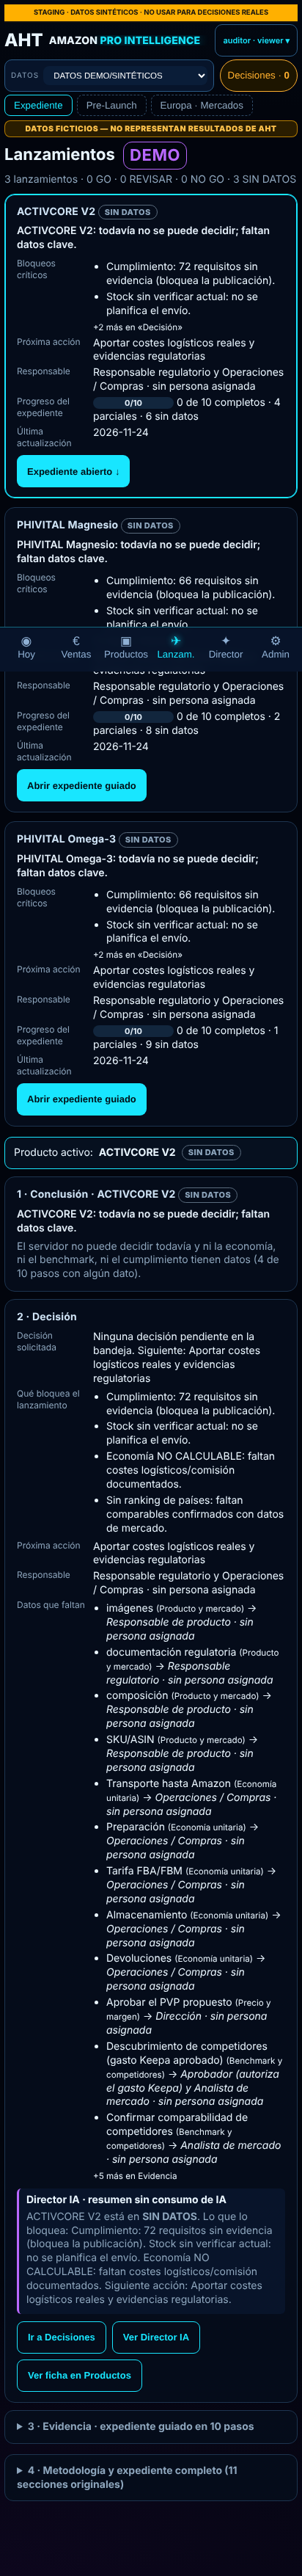 STAGING · DATOS SINTÉTICOS · NO USAR PARA DECISIONES REALES
AHT AMAZON PRO INTELLIGENCE
auditor · viewer ▾
DATOS DATOS DEMO/SINTÉTICOS
Decisiones · 0
Expediente Pre-Launch Europa · Mercados
DATOS FICTICIOS — NO REPRESENTAN RESULTADOS DE AHT
Lanzamientos DEMO
3 lanzamientos · 0 GO · 0 REVISAR · 0 NO GO · 3 SIN DATOS
ACTIVCORE V2 SIN DATOS
ACTIVCORE V2: todavía no se puede decidir; faltan
datos clave.
Bloqueos
críticos
• Cumplimiento: 72 requisitos sin
evidencia (bloquea la publicación).
• Stock sin verificar actual: no se
planifica el envío.
+2 más en «Decisión»
Próxima acción
Aportar costes logísticos reales y
evidencias regulatorias
Responsable
Responsable regulatorio y Operaciones
/ Compras · sin persona asignada
Progreso del
expediente
0/10 0 de 10 completos · 4
parciales · 6 sin datos
Última
actualización
2026-11-24
Expediente abierto ↓
PHIVITAL Magnesio SIN DATOS
PHIVITAL Magnesio: todavía no se puede decidir;
faltan datos clave.
Bloqueos
críticos
• Cumplimiento: 66 requisitos sin
evidencia (bloquea la publicación).
• Stock sin verificar actual: no se
planifica el envío.
◉ € ▣ ✈ ✦ ⚙
Hoy Ventas Productos Lanzam. Director Admin
evidencias regulatorias
Responsable
Responsable regulatorio y Operaciones
/ Compras · sin persona asignada
Progreso del
expediente
0/10 0 de 10 completos · 2
parciales · 8 sin datos
Última
actualización
2026-11-24
Abrir expediente guiado
PHIVITAL Omega-3 SIN DATOS
PHIVITAL Omega-3: todavía no se puede decidir;
faltan datos clave.
Bloqueos
críticos
• Cumplimiento: 66 requisitos sin
evidencia (bloquea la publicación).
• Stock sin verificar actual: no se
planifica el envío.
+2 más en «Decisión»
Próxima acción
Aportar costes logísticos reales y
evidencias regulatorias
Responsable
Responsable regulatorio y Operaciones
/ Compras · sin persona asignada
Progreso del
expediente
0/10 0 de 10 completos · 1
parciales · 9 sin datos
Última
actualización
2026-11-24
Abrir expediente guiado
Producto activo: ACTIVCORE V2 SIN DATOS
1 · Conclusión · ACTIVCORE V2 SIN DATOS
ACTIVCORE V2: todavía no se puede decidir; faltan
datos clave.
El servidor no puede decidir todavía y ni la economía,
ni el benchmark, ni el cumplimiento tienen datos (4 de
10 pasos con algún dato).
2 · Decisión
Decisión
solicitada
Ninguna decisión pendiente en la
bandeja. Siguiente: Aportar costes
logísticos reales y evidencias
regulatorias
Qué bloquea el
lanzamiento
• Cumplimiento: 72 requisitos sin
evidencia (bloquea la publicación).
• Stock sin verificar actual: no se
planifica el envío.
• Economía NO CALCULABLE: faltan
costes logísticos/comisión
documentados.
• Sin ranking de países: faltan
comparables confirmados con datos
de mercado.
Próxima acción
Aportar costes logísticos reales y
evidencias regulatorias
Responsable
Responsable regulatorio y Operaciones
/ Compras · sin persona asignada
Datos que faltan
• imágenes (Producto y mercado) →
Responsable de producto · sin
persona asignada
• documentación regulatoria (Producto
y mercado) → Responsable
regulatorio · sin persona asignada
• composición (Producto y mercado) →
Responsable de producto · sin
persona asignada
• SKU/ASIN (Producto y mercado) →
Responsable de producto · sin
persona asignada
• Transporte hasta Amazon (Economía
unitaria) → Operaciones / Compras ·
sin persona asignada
• Preparación (Economía unitaria) →
Operaciones / Compras · sin
persona asignada
• Tarifa FBA/FBM (Economía unitaria) →
Operaciones / Compras · sin
persona asignada
• Almacenamiento (Economía unitaria) →
Operaciones / Compras · sin
persona asignada
• Devoluciones (Economía unitaria) →
Operaciones / Compras · sin
persona asignada
• Aprobar el PVP propuesto (Precio y
margen) → Dirección · sin persona
asignada
• Descubrimiento de competidores
(gasto Keepa aprobado) (Benchmark y
competidores) → Aprobador (autoriza
el gasto Keepa) y Analista de
mercado · sin persona asignada
• Confirmar comparabilidad de
competidores (Benchmark y
competidores) → Analista de mercado
· sin persona asignada
+5 más en Evidencia
Director IA · resumen sin consumo de IA
ACTIVCORE V2 está en SIN DATOS. Lo que lo
bloquea: Cumplimiento: 72 requisitos sin evidencia
(bloquea la publicación). Stock sin verificar actual:
no se planifica el envío. Economía NO
CALCULABLE: faltan costes logísticos/comisión
documentados. Siguiente acción: Aportar costes
logísticos reales y evidencias regulatorias.
Ir a Decisiones Ver Director IA
Ver ficha en Productos
▶ 3 · Evidencia · expediente guiado en 10 pasos
▶ 4 · Metodología y expediente completo (11
secciones originales)